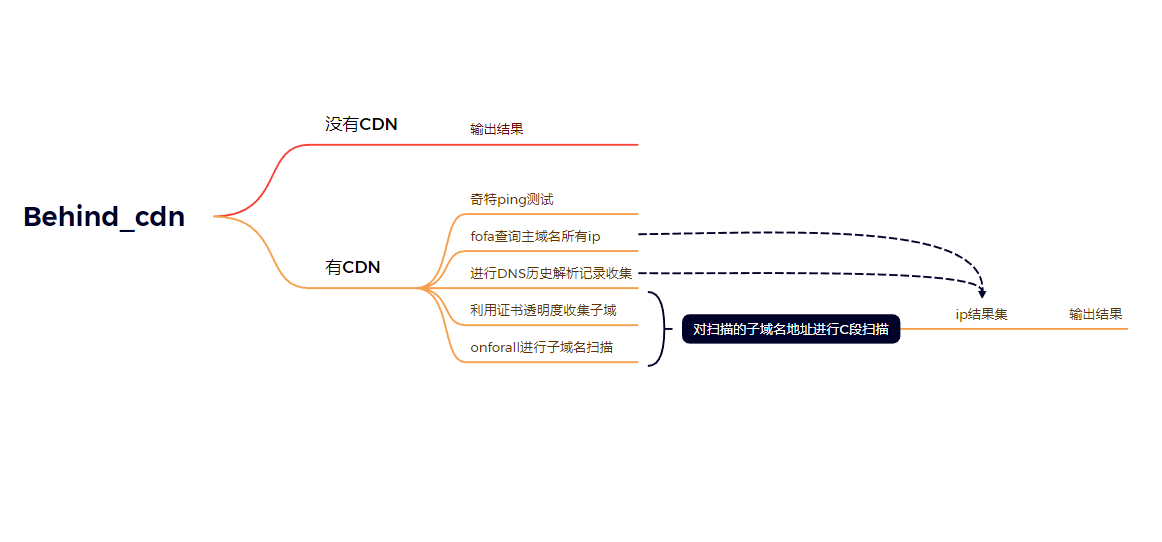 没有CDN
输出结果
Behind_cdn
奇特ping测试
fofa查询主域名所有ip
有CDN
进行DNS历史解析记录收集
利用证书透明度收集子域
ip结果集
输出结果
对扫描的子域名地址进行C段扫描
onforall进行子域名扫描